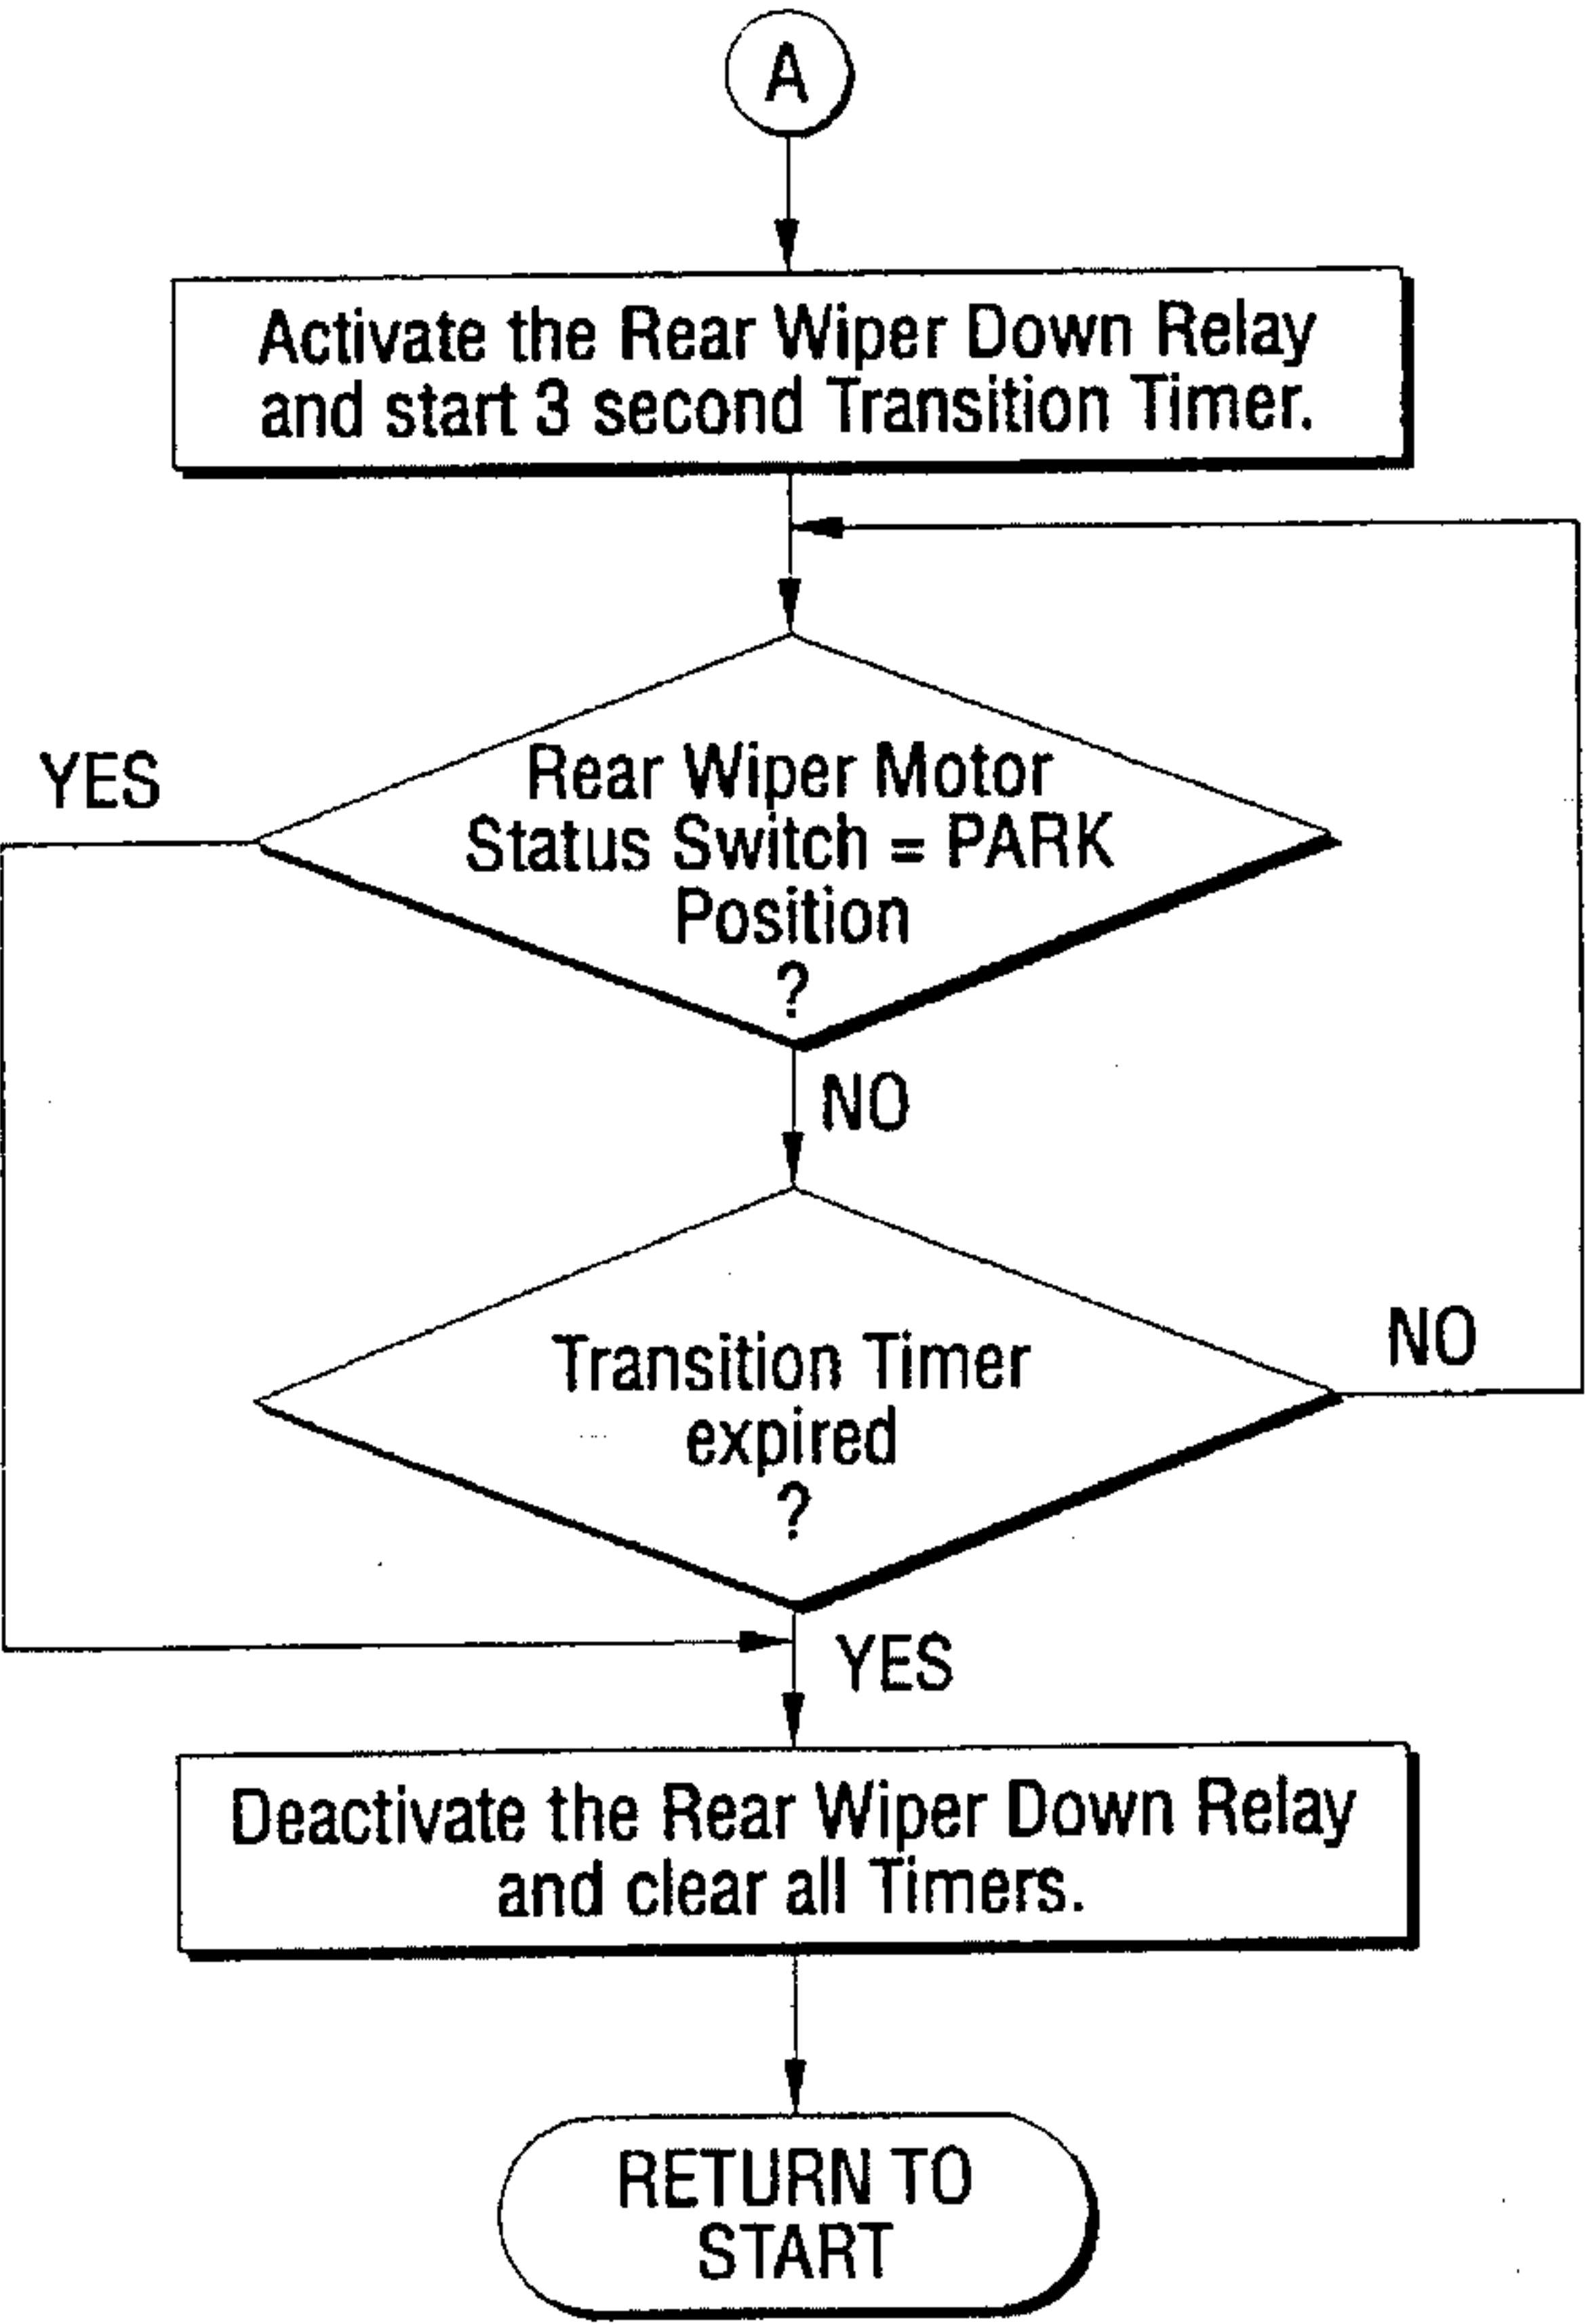 A
Activate the Rear Wiper Down Relay
and start 3 second Transition Timer.
YES
Rear Wiper Motor
Status Switch = PARK
Position
?
NO
Transition Timer
expired
?
NO
YES
Deactivate the Rear Wiper Down Relay
and clear all Timers.
RETURN TO
START